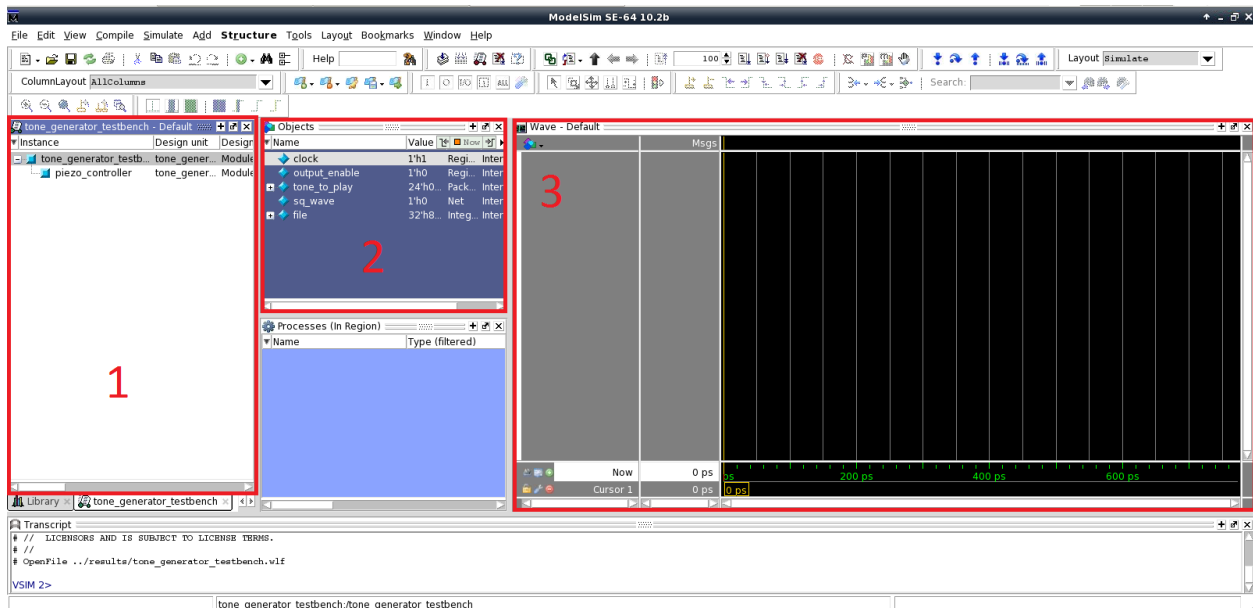 ModelSim SE-64 10.2b
File Edit View Compile Simulate Add Structure Tools Layout Bookmarks Window Help
Help
100
Layout Simulate
ColumnLayout AllColumns
ALL
Search:
tone_generator_testbench - Default
Instance Design unit Design
tone_generator_testb... tone_gener... Module
piezo_controller tone_gener... Module
1
Library
tone_generator_testbench
Objects
Name Value Now
clock 1'h1 Regi... Inter
output_enable 1'h0 Regi... Inter
tone_to_play 24'h0... Pack... Inter
sq_wave 1'h0 Net Inter
file 32'h8... Integ... Inter
2
Processes (In Region)
Name Type (filtered)
Wave - Default
Msgs
3
Now 0 ps
Cursor 1 0 ps
ps 200 ps 400 ps 600 ps
0 ps
Transcript
# // LICENSORS AND IS SUBJECT TO LICENSE TERMS.
# //
# OpenFile ../results/tone_generator_testbench.wlf
VSIM 2>
tone_generator_testbench:/tone_generator_testbench